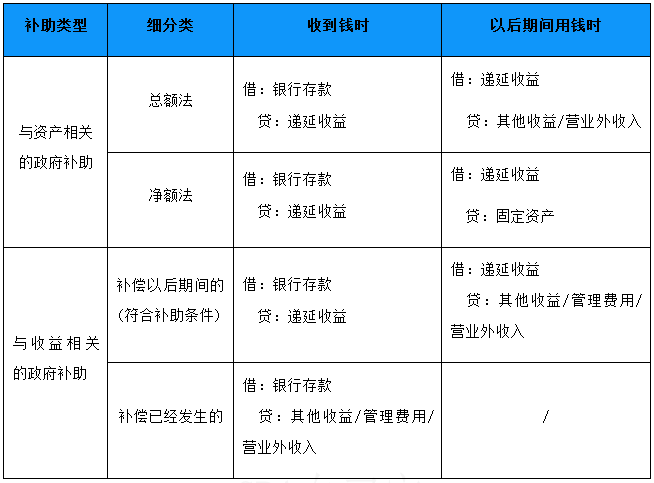 补助类型 细分类 收到钱时 以后期间用钱时
与资产相关
的政府补助
总额法
借：银行存款
贷：递延收益
借：递延收益
贷：其他收益/营业外收入
净额法
借：银行存款
贷：递延收益
借：递延收益
贷：固定资产
与收益相关
的政府补助
补偿以后期间的
（符合补助条件）
借：银行存款
贷：递延收益
借：递延收益
贷：其他收益/管理费用/
营业外收入
补偿已经发生的
借：银行存款
贷：其他收益/管理费用/
营业外收入
/